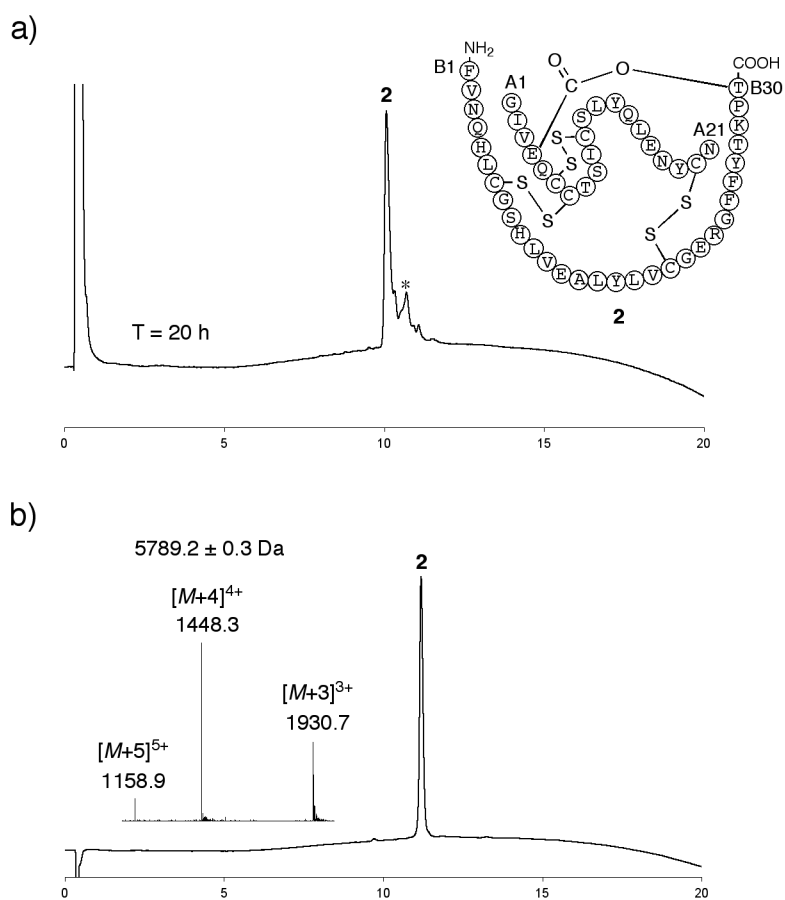 a)
NH2
B1
F
V
N
Q
H
L
C
G
S
H
L
V
E
A
L
Y
L
V
C
G
E
R
G
F
F
Y
T
K
P
T
B30
COOH
A1
G
I
V
E
Q
C
C
T
S
I
C
S
L
Y
Q
L
E
N
Y
C
N
A21
O
C
O
S
S
S
S
S
S
2
2
*
T = 20 h
0 5 10 15 20
b)
5789.2 ± 0.3 Da
2
[M+4]4+
1448.3
[M+3]3+
1930.7
[M+5]5+
1158.9
0 5 10 15 20